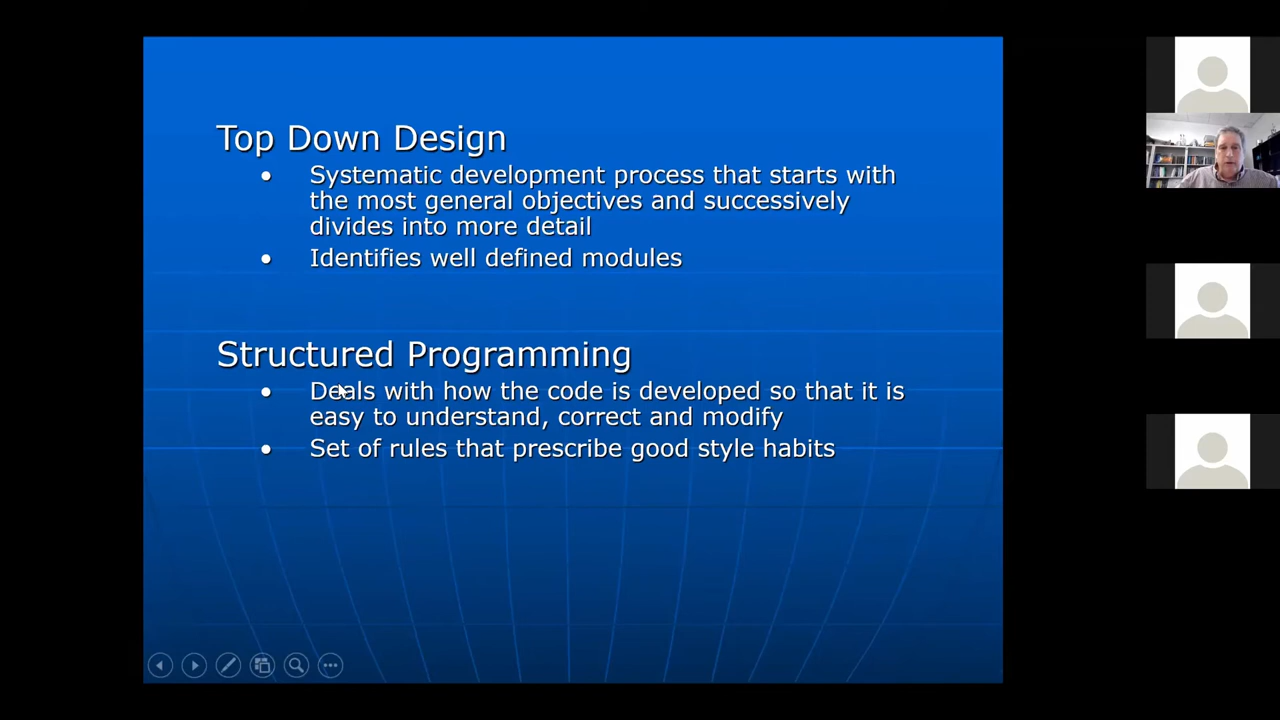 Top Down Design
• Systematic development process that starts with
the most general objectives and successively
divides into more detail
• Identifies well defined modules
Structured Programming
• Deals with how the code is developed so that it is
easy to understand, correct and modify
• Set of rules that prescribe good style habits